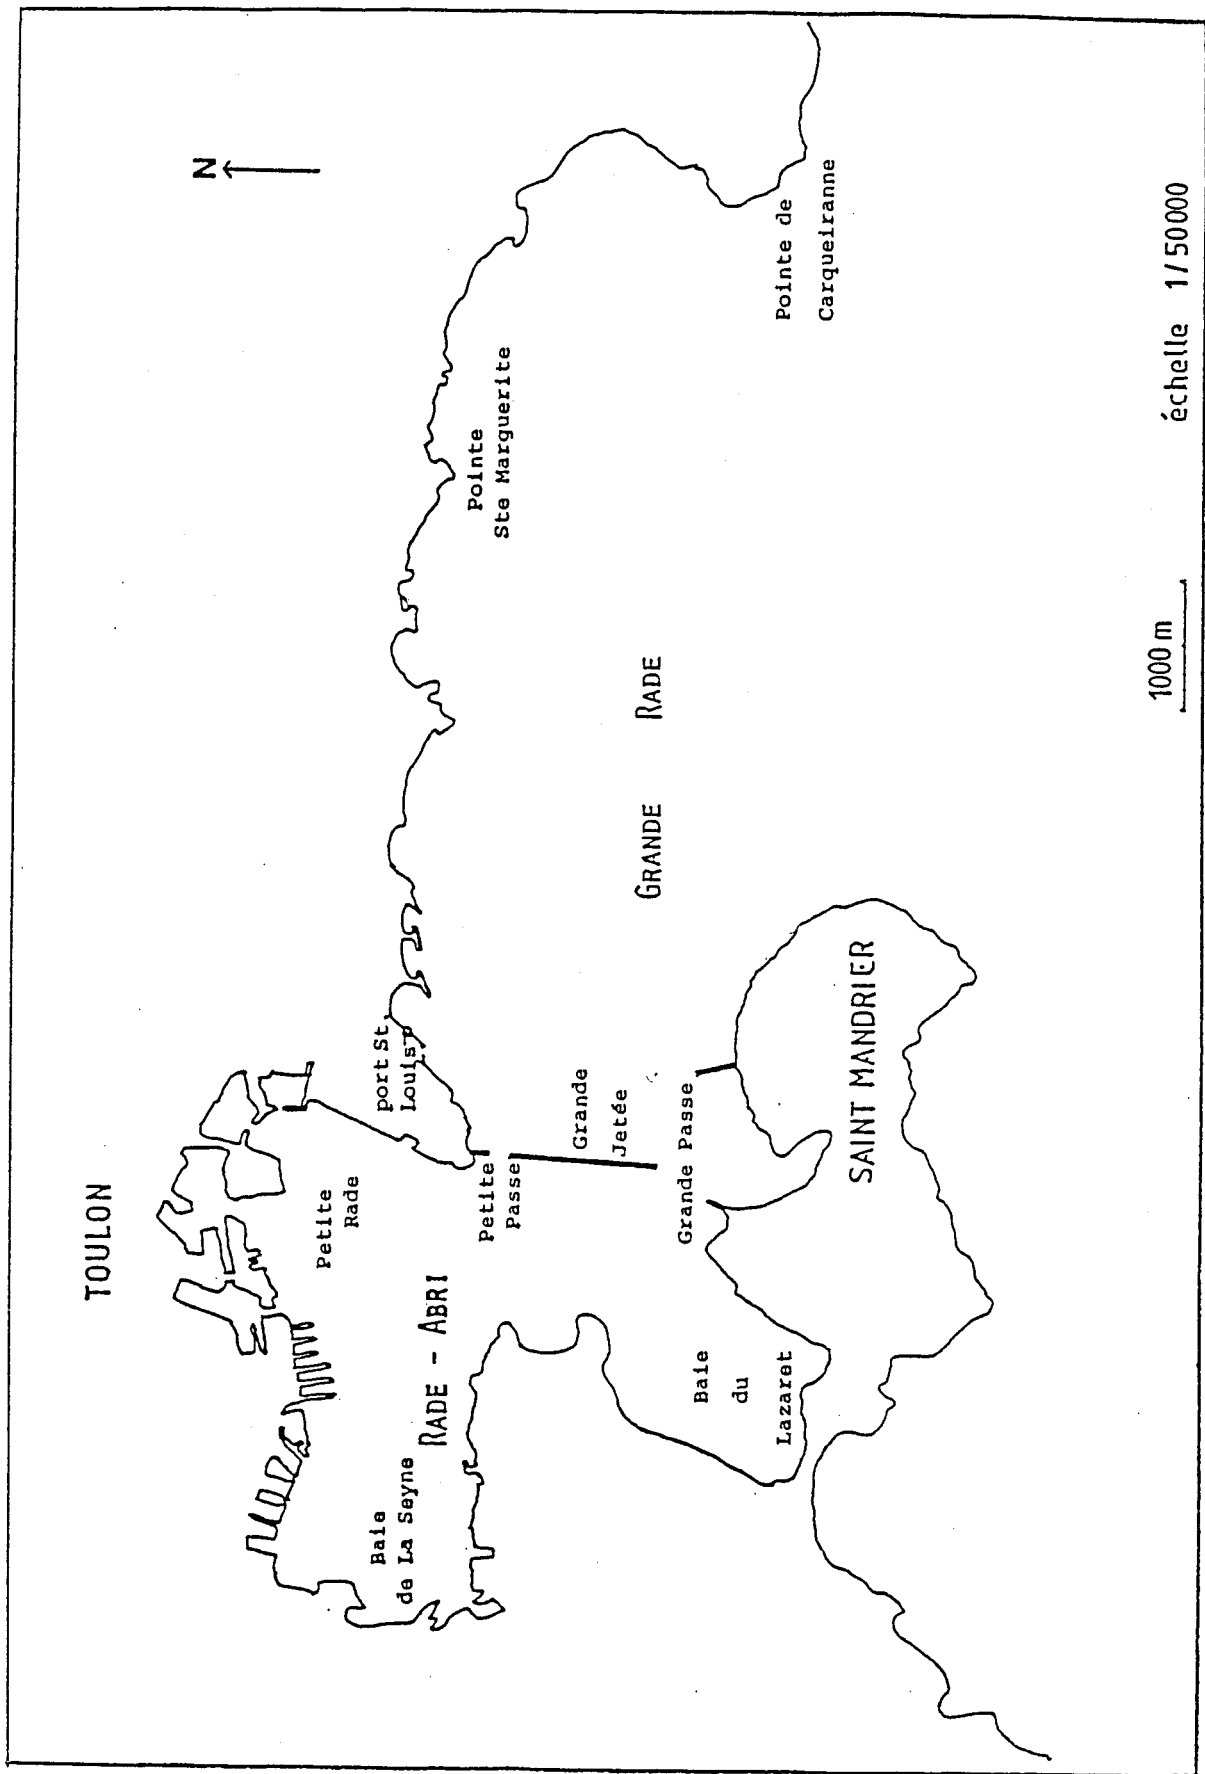 TOULON
N
Petite
Rade
port St
Louis
Baie
de La Seyne
RADE - ABRI
Petite
Passe
Grande
Jetée
Grande Passe
Pointe
Ste Marguerite
GRANDE RADE
Baie
du
Lazaret
SAINT MANDRIER
Pointe de
Carqueiranne
1000 m
échelle 1/50000